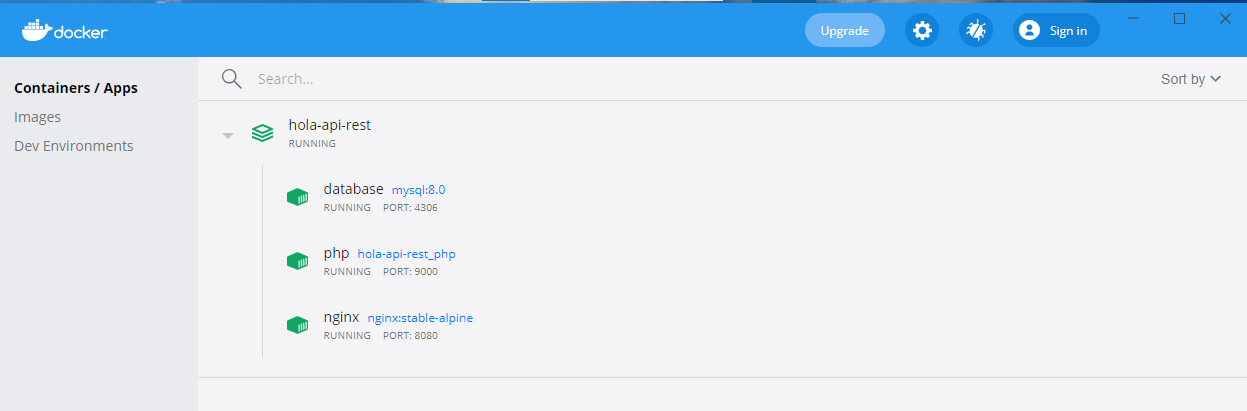 docker
Upgrade
Sign in
Containers / Apps
Images
Dev Environments
Search...
Sort by
hola-api-rest
RUNNING
database mysql:8.0
RUNNING PORT: 4306
php hola-api-rest_php
RUNNING PORT: 9000
nginx nginx:stable-alpine
RUNNING PORT: 8080